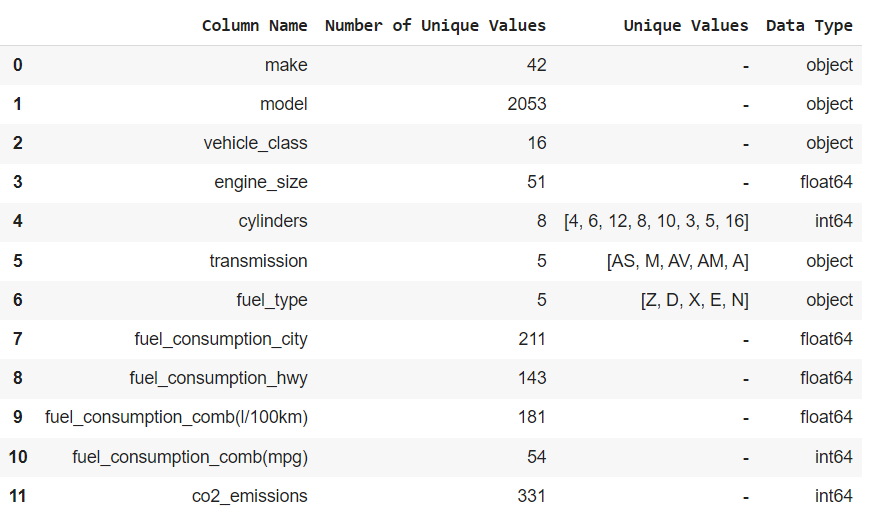 Column Name Number of Unique Values Unique Values Data Type
0 make 42 - object
1 model 2053 - object
2 vehicle_class 16 - object
3 engine_size 51 - float64
4 cylinders 8 [4, 6, 12, 8, 10, 3, 5, 16] int64
5 transmission 5 [AS, M, AV, AM, A] object
6 fuel_type 5 [Z, D, X, E, N] object
7 fuel_consumption_city 211 - float64
8 fuel_consumption_hwy 143 - float64
9 fuel_consumption_comb(l/100km) 181 - float64
10 fuel_consumption_comb(mpg) 54 - int64
11 co2_emissions 331 - int64